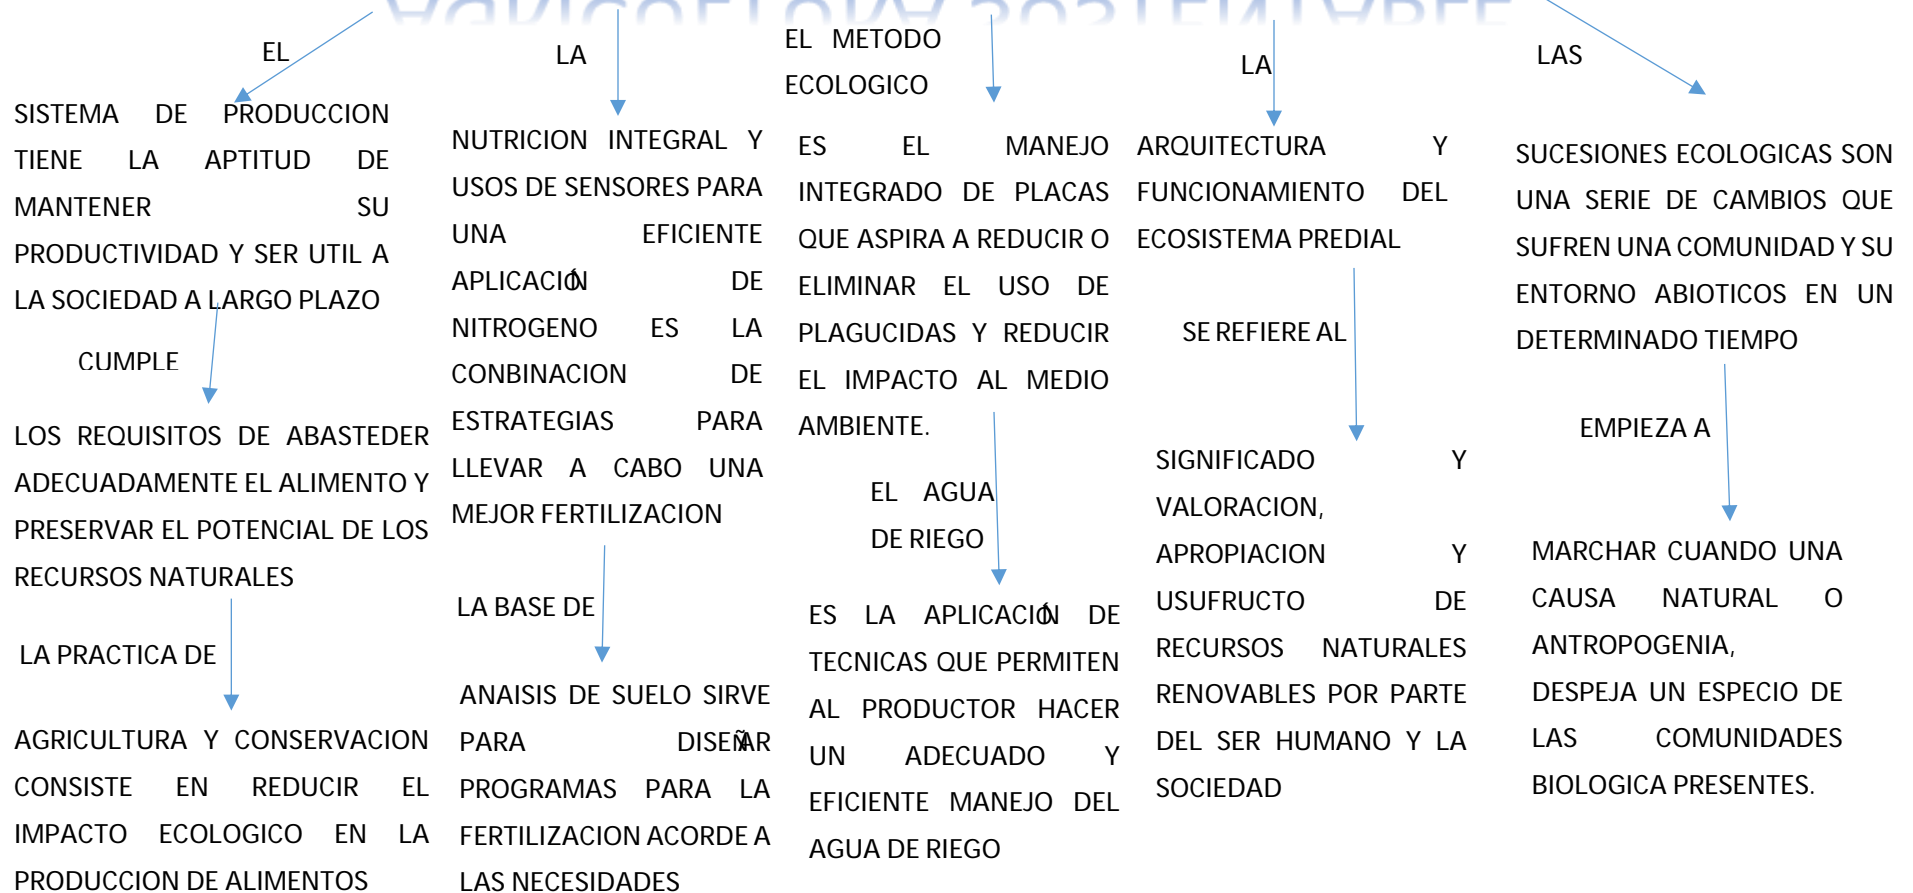 AGRICULTURA SUSTENTABLE
EL
SISTEMA DE PRODUCCION
TIENE LA APTITUD DE
MANTENER SU
PRODUCTIVIDAD Y SER UTIL A
LA SOCIEDAD A LARGO PLAZO
CUMPLE
LOS REQUISITOS DE ABASTEDER
ADECUADAMENTE EL ALIMENTO Y
PRESERVAR EL POTENCIAL DE LOS
RECURSOS NATURALES
LA PRACTICA DE
AGRICULTURA Y CONSERVACION
CONSISTE EN REDUCIR EL
IMPACTO ECOLOGICO EN LA
PRODUCCION DE ALIMENTOS
LA
NUTRICION INTEGRAL Y
USOS DE SENSORES PARA
UNA EFICIENTE
APLICACIÓN DE
NITROGENO ES LA
CONBINACION DE
ESTRATEGIAS PARA
LLEVAR A CABO UNA
MEJOR FERTILIZACION
LA BASE DE
ANAISIS DE SUELO SIRVE
PARA DISEÑAR
PROGRAMAS PARA LA
FERTILIZACION ACORDE A
LAS NECESIDADES
EL METODO
ECOLOGICO
ES EL MANEJO
INTEGRADO DE PLACAS
QUE ASPIRA A REDUCIR O
ELIMINAR EL USO DE
PLAGUCIDAS Y REDUCIR
EL IMPACTO AL MEDIO
AMBIENTE.
EL AGUA
DE RIEGO
ES LA APLICACIÓN DE
TECNICAS QUE PERMITEN
AL PRODUCTOR HACER
UN ADECUADO Y
EFICIENTE MANEJO DEL
AGUA DE RIEGO
LA
ARQUITECTURA Y
FUNCIONAMIENTO DEL
ECOSISTEMA PREDIAL
SE REFIERE AL
SIGNIFICADO Y
VALORACION,
APROPIACION Y
USUFRUCTO DE
RECURSOS NATURALES
RENOVABLES POR PARTE
DEL SER HUMANO Y LA
SOCIEDAD
LAS
SUCESIONES ECOLOGICAS SON
UNA SERIE DE CAMBIOS QUE
SUFREN UNA COMUNIDAD Y SU
ENTORNO ABIOTICOS EN UN
DETERMINADO TIEMPO
EMPIEZA A
MARCHAR CUANDO UNA
CAUSA NATURAL O
ANTROPOGENIA,
DESPEJA UN ESPECIO DE
LAS COMUNIDADES
BIOLOGICA PRESENTES.